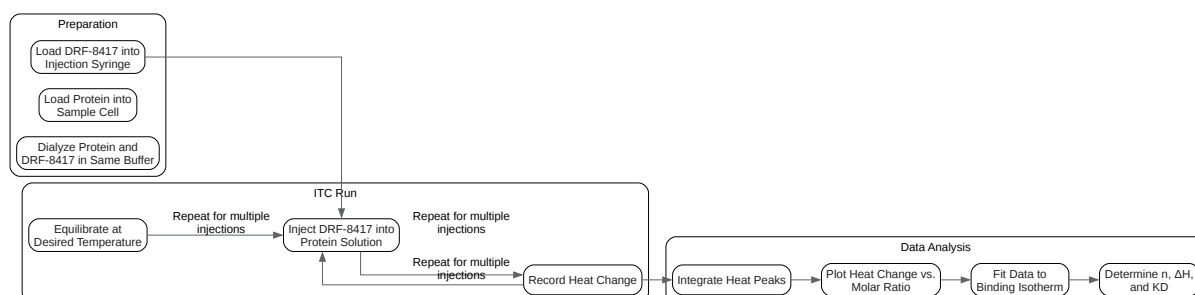 Preparation
Load DRF-8417 into
Injection Syringe
Load Protein into
Sample Cell
Dialyze Protein and
DRF-8417 in Same Buffer
ITC Run
Equilibrate at
Desired Temperature
Repeat for multiple
injections
Inject DRF-8417 into
Protein Solution
Repeat for multiple
injections
Repeat for multiple
injections
Record Heat Change
Data Analysis
Integrate Heat Peaks
Plot Heat Change vs.
Molar Ratio
Fit Data to
Binding Isotherm
Determine n, ΔH,
and KD